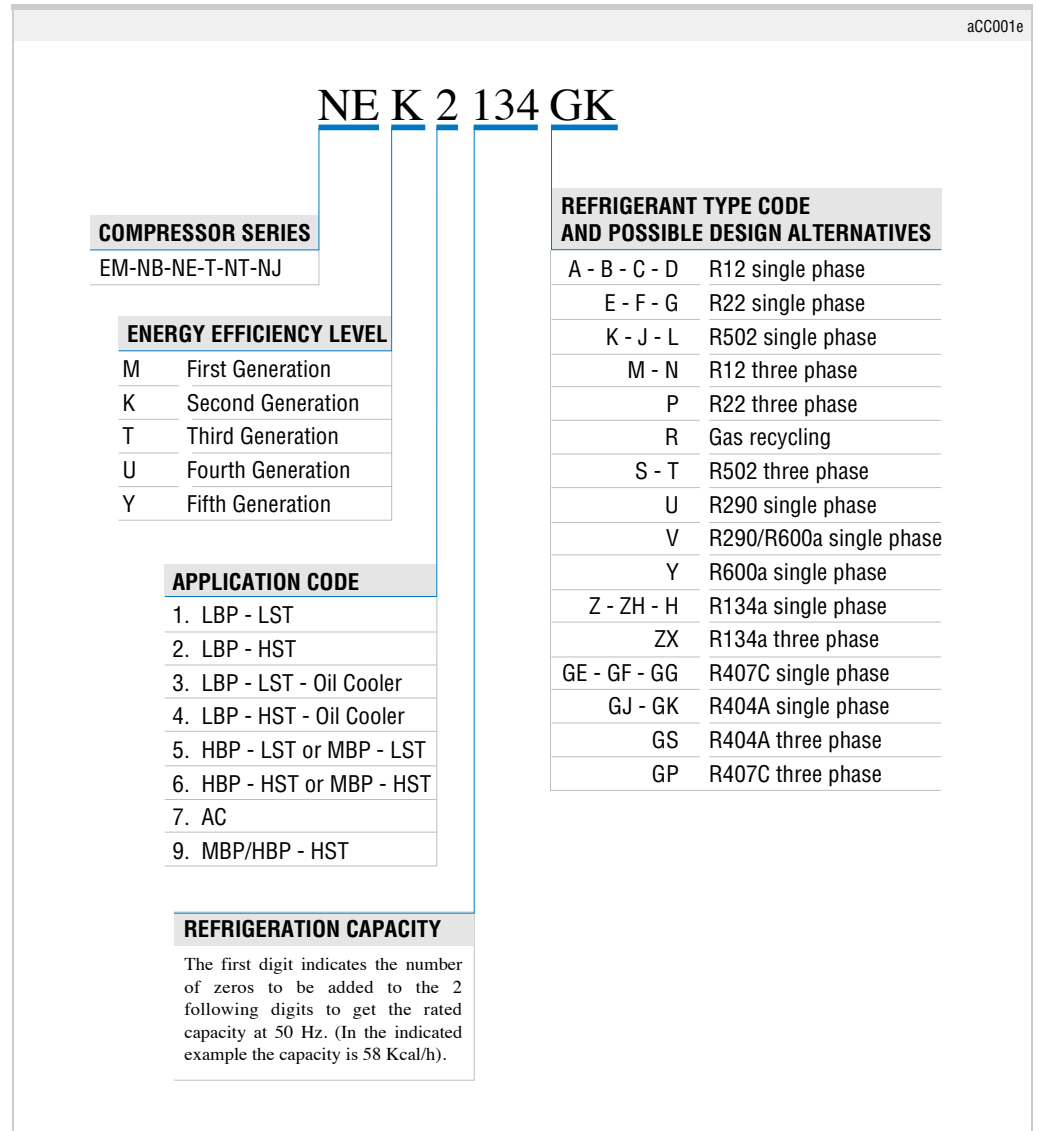 aCC001e
NE K 2 134 GK
COMPRESSOR SERIES
EM-NB-NE-T-NT-NJ
ENERGY EFFICIENCY LEVEL
M First Generation
K Second Generation
T Third Generation
U Fourth Generation
Y Fifth Generation
APPLICATION CODE
1. LBP - LST
2. LBP - HST
3. LBP - LST - Oil Cooler
4. LBP - HST - Oil Cooler
5. HBP - LST or MBP - LST
6. HBP - HST or MBP - HST
7. AC
9. MBP/HBP - HST
REFRIGERATION CAPACITY
The first digit indicates the number
of zeros to be added to the 2
following digits to get the rated
capacity at 50 Hz. (In the indicated
example the capacity is 58 Kcal/h).
REFRIGERANT TYPE CODE
AND POSSIBLE DESIGN ALTERNATIVES
A - B - C - D R12 single phase
E - F - G R22 single phase
K - J - L R502 single phase
M - N R12 three phase
P R22 three phase
R Gas recycling
S - T R502 three phase
U R290 single phase
V R290/R600a single phase
Y R600a single phase
Z - ZH - H R134a single phase
ZX R134a three phase
GE - GF - GG R407C single phase
GJ - GK R404A single phase
GS R404A three phase
GP R407C three phase